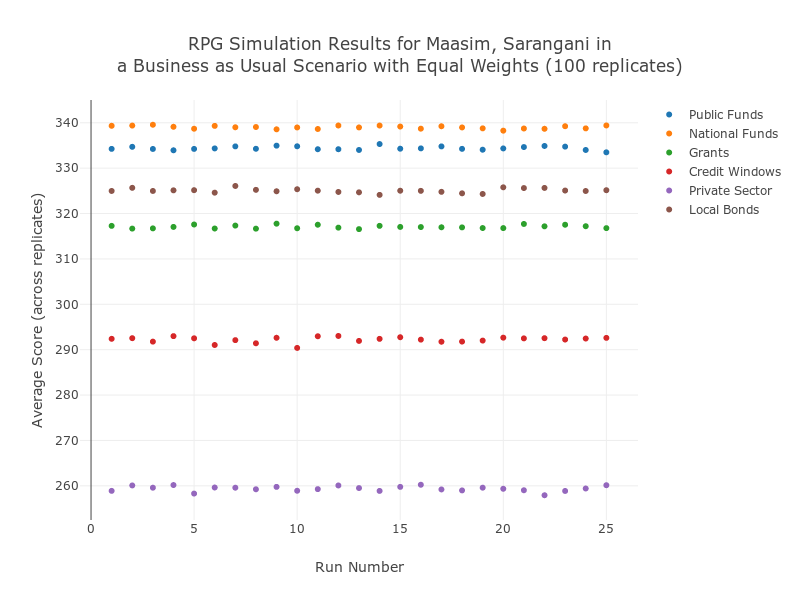 RPG Simulation Results for Maasim, Sarangani in
a Business as Usual Scenario with Equal Weights (100 replicates)
Average Score (across replicates)
340
330
320
310
300
290
280
270
260
0
5
10
15
20
25
Run Number
Public Funds
National Funds
Grants
Credit Windows
Private Sector
Local Bonds